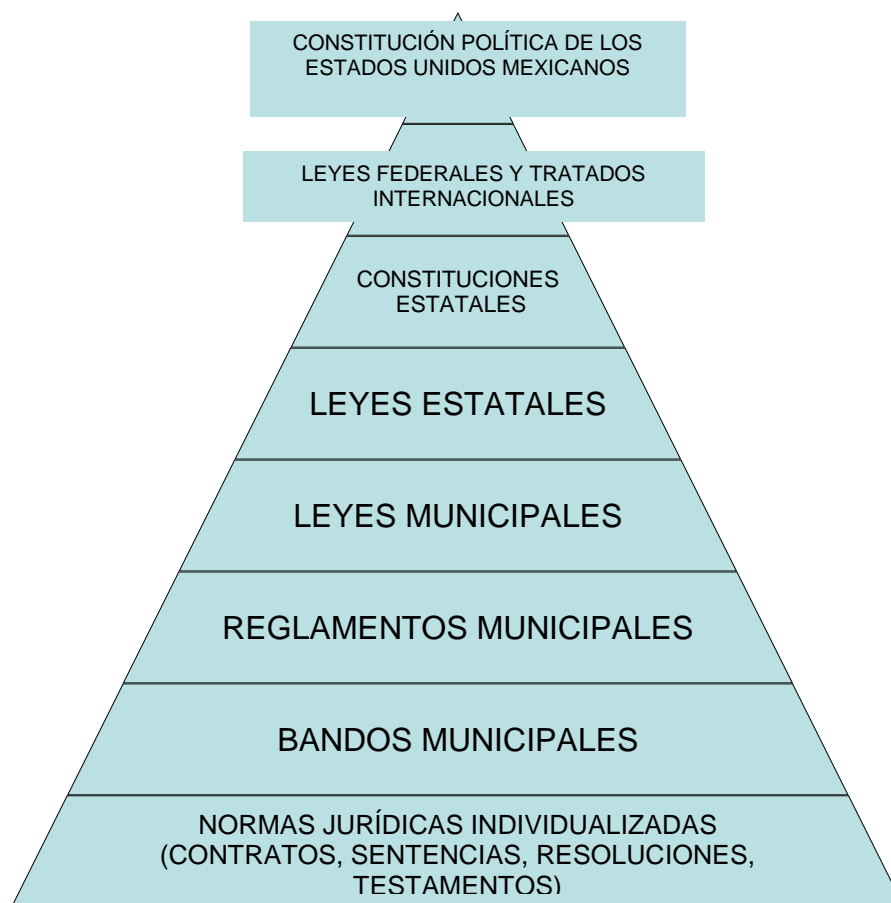 CONSTITUCIÓN POLÍTICA DE LOS
ESTADOS UNIDOS MEXICANOS
LEYES FEDERALES Y TRATADOS
INTERNACIONALES
CONSTITUCIONES
ESTATALES
LEYES ESTATALES
LEYES MUNICIPALES
REGLAMENTOS MUNICIPALES
BANDOS MUNICIPALES
NORMAS JURÍDICAS INDIVIDUALIZADAS
(CONTRATOS, SENTENCIAS, RESOLUCIONES,
TESTAMENTOS)